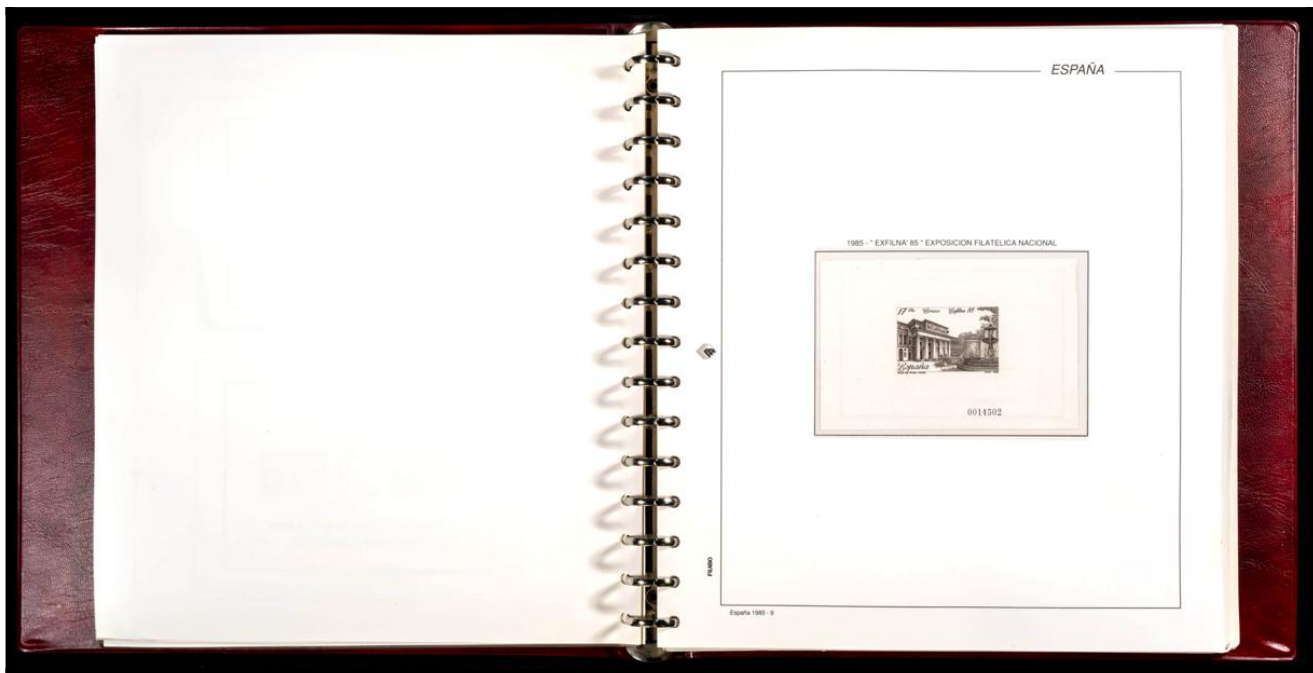 ESPAÑA
1985 - " EXFILNA' 85 " EXPOSICION FILATELICA NACIONAL
17 Pta Correos Exfilna 85
España
0014502
FILABO
España 1985 - 9